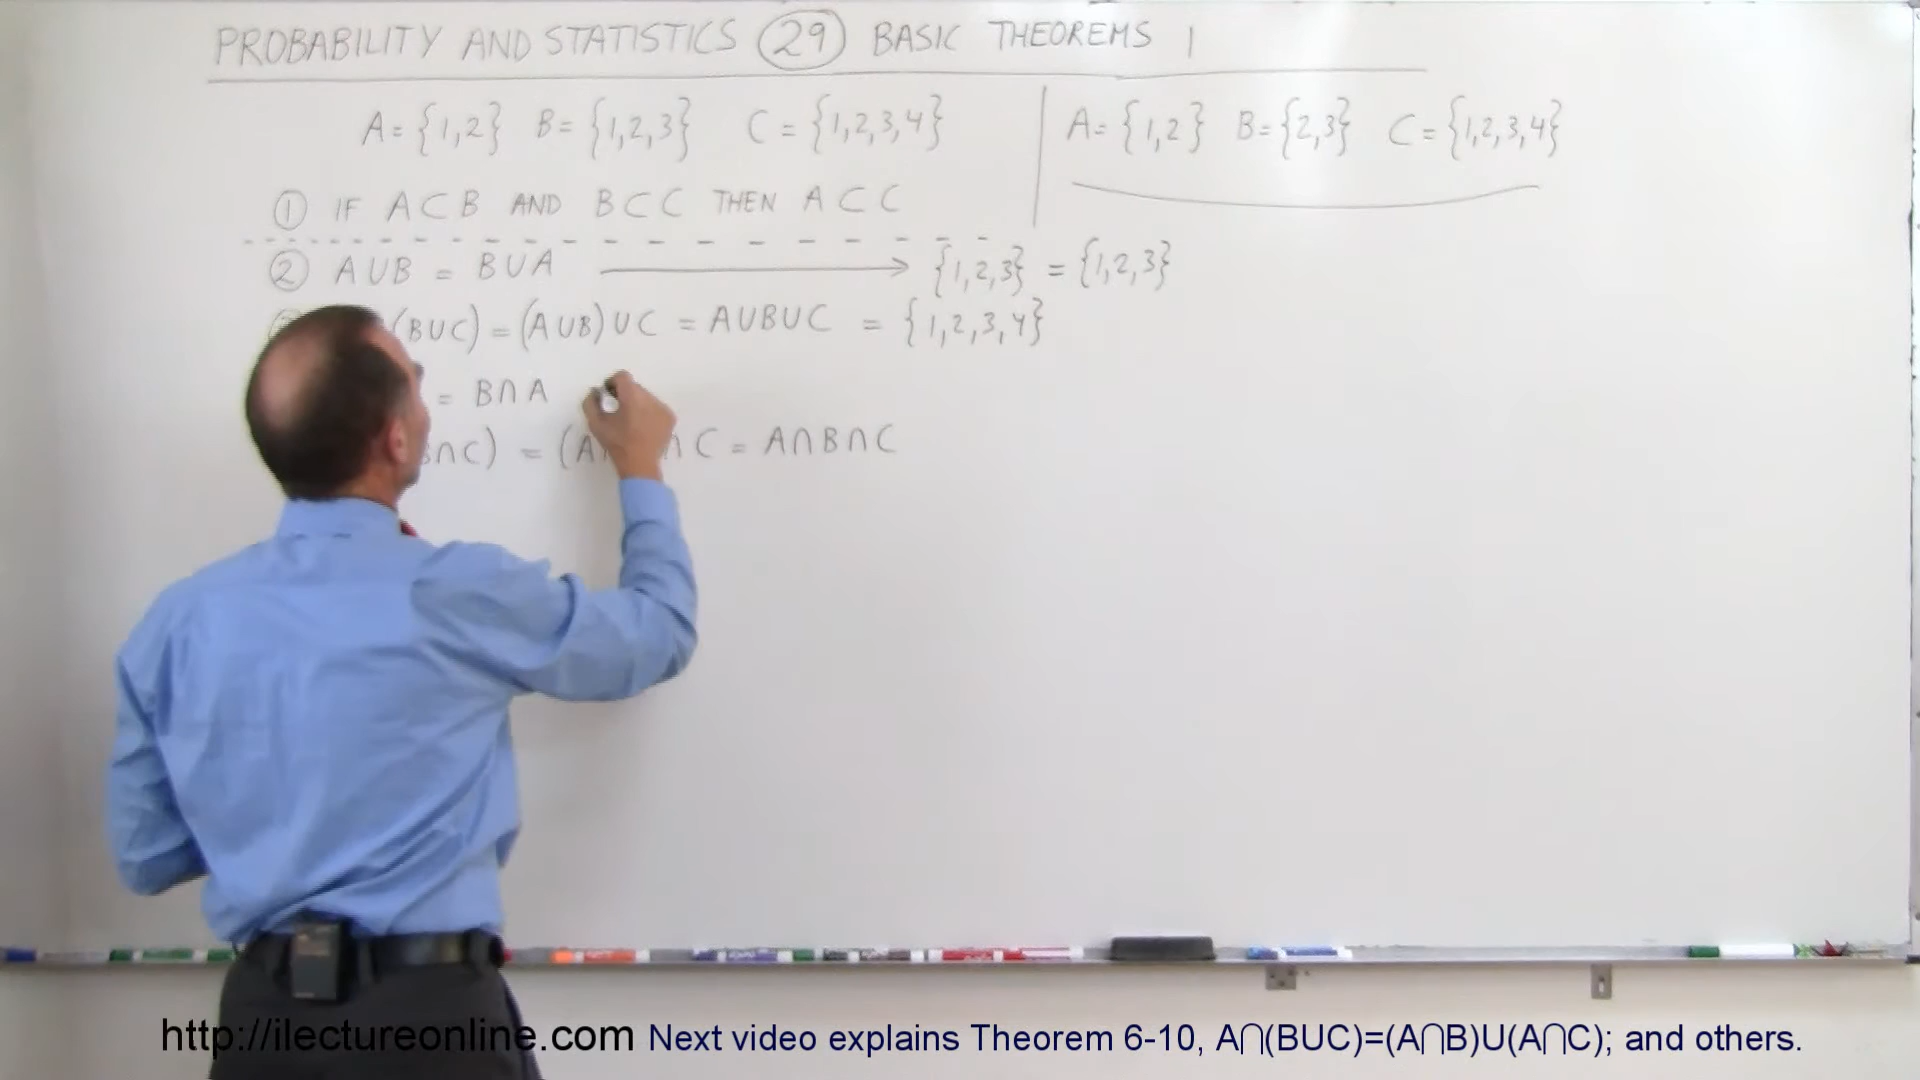 PROBABILITY AND STATISTICS 29 BASIC THEOREMS 1
A = {1,2} B = {1,2,3} C = {1,2,3,4}
A = {1,2} B = {2,3} C = {1,2,3,4}
1 IF A⊂B AND B⊂C THEN A⊂C
2 A∪B = B∪A → {1,2,3} = {1,2,3}
(B∪C) = (A∪B)∪C = A∪B∪C = {1,2,3,4}
= B∩A
∩C) = (A ∩ C = A∩B∩C
http://ilectureonline.com Next video explains Theorem 6-10, A⋂(BUC)=(A⋂B)U(A⋂C); and others.